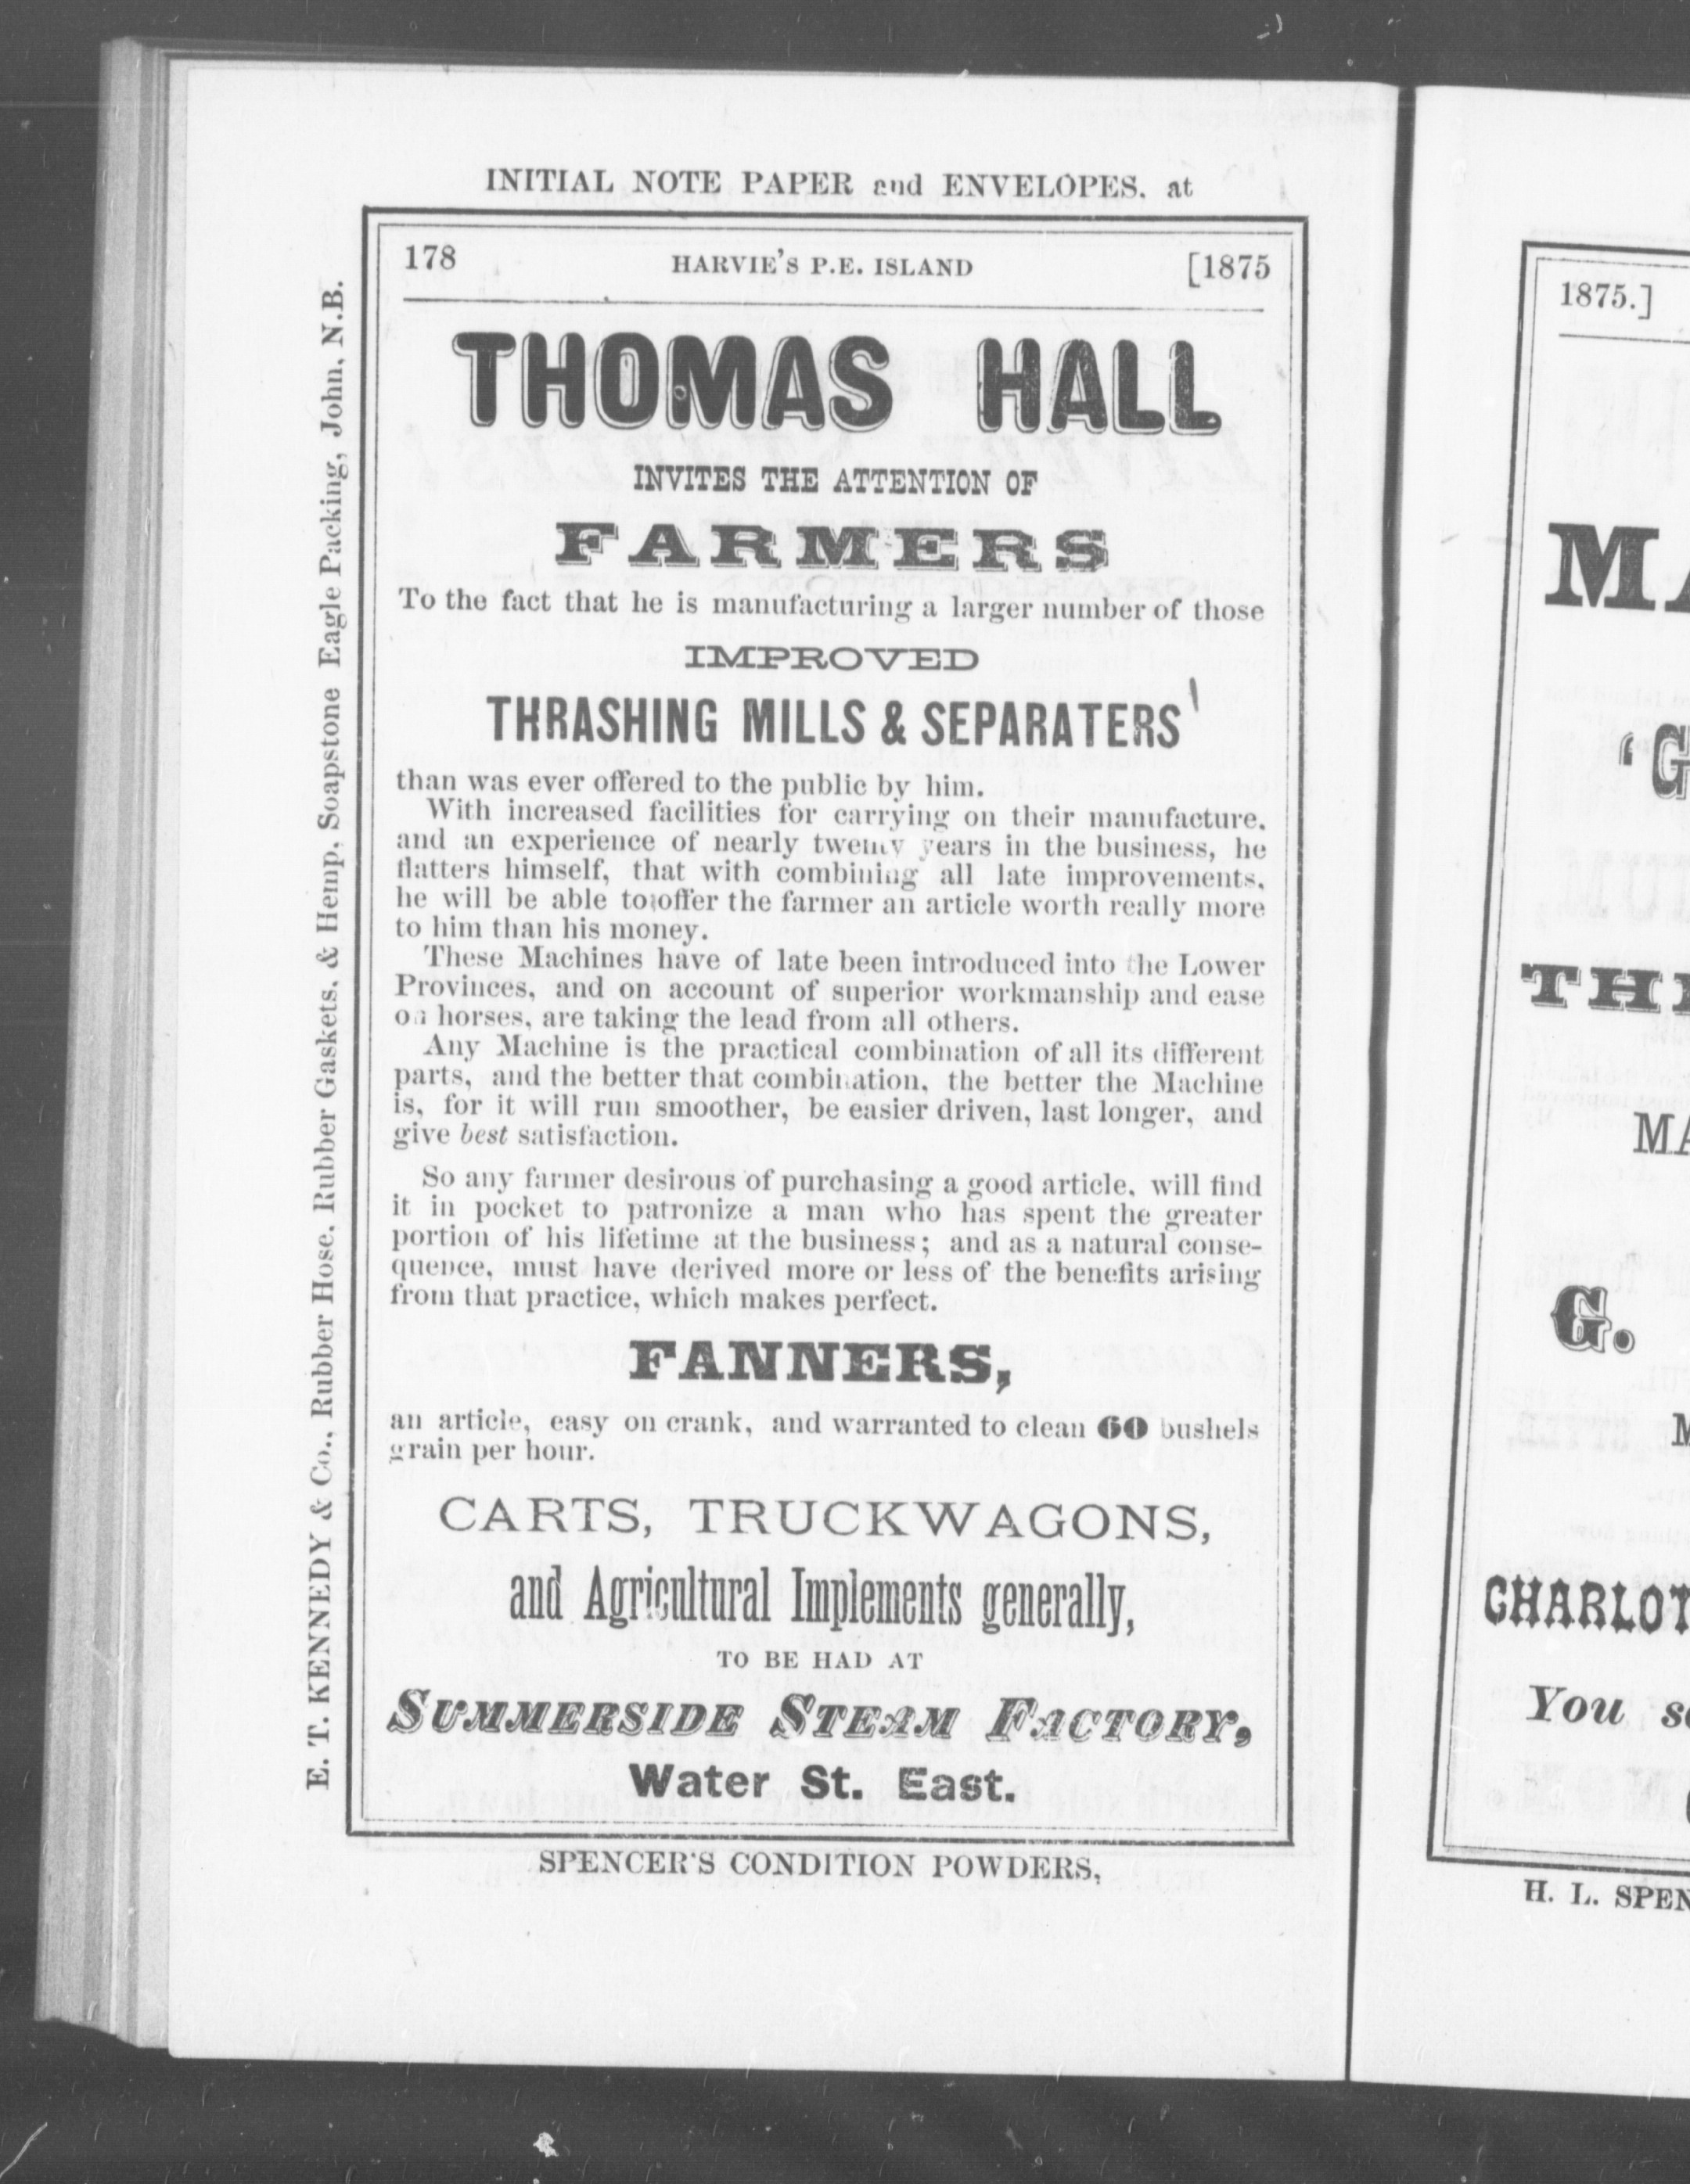 INITIAL NOTE PAPER and ENVELOPES. at
178 HARVIE'S P.E. ISLAND [1875
THOMAS HALL
INVITES THE ATTENTION OF
FARMERS
To the fact that he is manufacturing a larger number of those
IMPROVED
THRASHING MILLS & SEPARATERS
than was ever offered to the public by him.
With increased facilities for carrying on their manufacture,
and an experience of nearly twenty years in the business, he
flatters himself, that with combining all late improvements,
he will be able to offer the farmer an article worth really more
to him than his money.
These Machines have of late been introduced into the Lower
Provinces, and on account of superior workmanship and ease
on horses, are taking the lead from all others.
Any Machine is the practical combination of all its different
parts, and the better that combination, the better the Machine
is, for it will run smoother, be easier driven, last longer, and
give best satisfaction.
So any farmer desirous of purchasing a good article, will find
it in pocket to patronize a man who has spent the greater
portion of his lifetime at the business; and as a natural conse-
quence, must have derived more or less of the benefits arising
from that practice, which makes perfect.
FANNERS,
an article, easy on crank, and warranted to clean 60 bushels
grain per hour.
CARTS, TRUCKWAGONS,
and Agricultural Implements generally,
TO BE HAD AT
SUMMERSIDE STEAM FACTORY,
Water St. East.
SPENCER'S CONDITION POWDERS,
E. T. KENNEDY & Co., Rubber Hose, Rubber Gaskets, & Hemp, Soapstone Eagle Packing, John, N.B.
1875.]
MA
'G
TH
MA
G.
M
CHARLOT
You s
H. L. SPEN